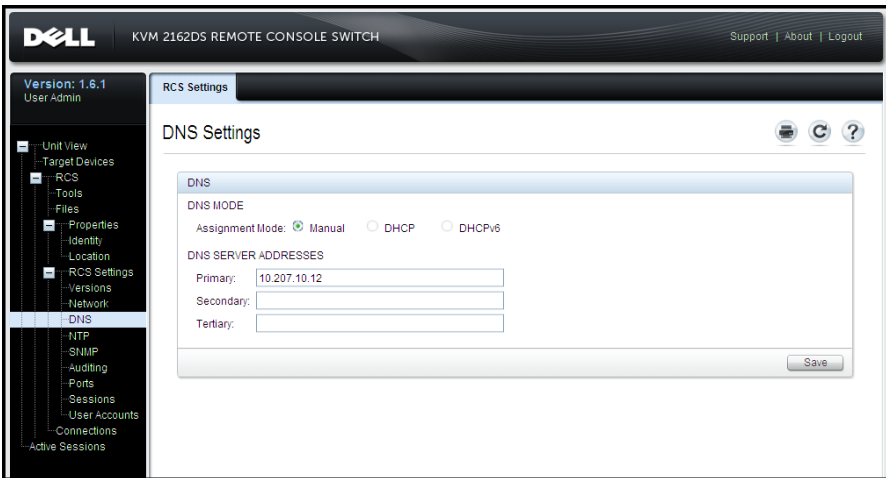 DELL
KVM 2162DS REMOTE CONSOLE SWITCH
Support | About | Logout
Version: 1.6.1
User Admin
RCS Settings
DNS Settings
Unit View
Target Devices
RCS
Tools
Files
Properties
Identity
Location
RCS Settings
Versions
Network
DNS
NTP
SNMP
Auditing
Ports
Sessions
User Accounts
Connections
Active Sessions
DNS
DNS MODE
Assignment Mode: Manual DHCP DHCPv6
DNS SERVER ADDRESSES
Primary: 10.207.10.12
Secondary:
Tertiary:
Save